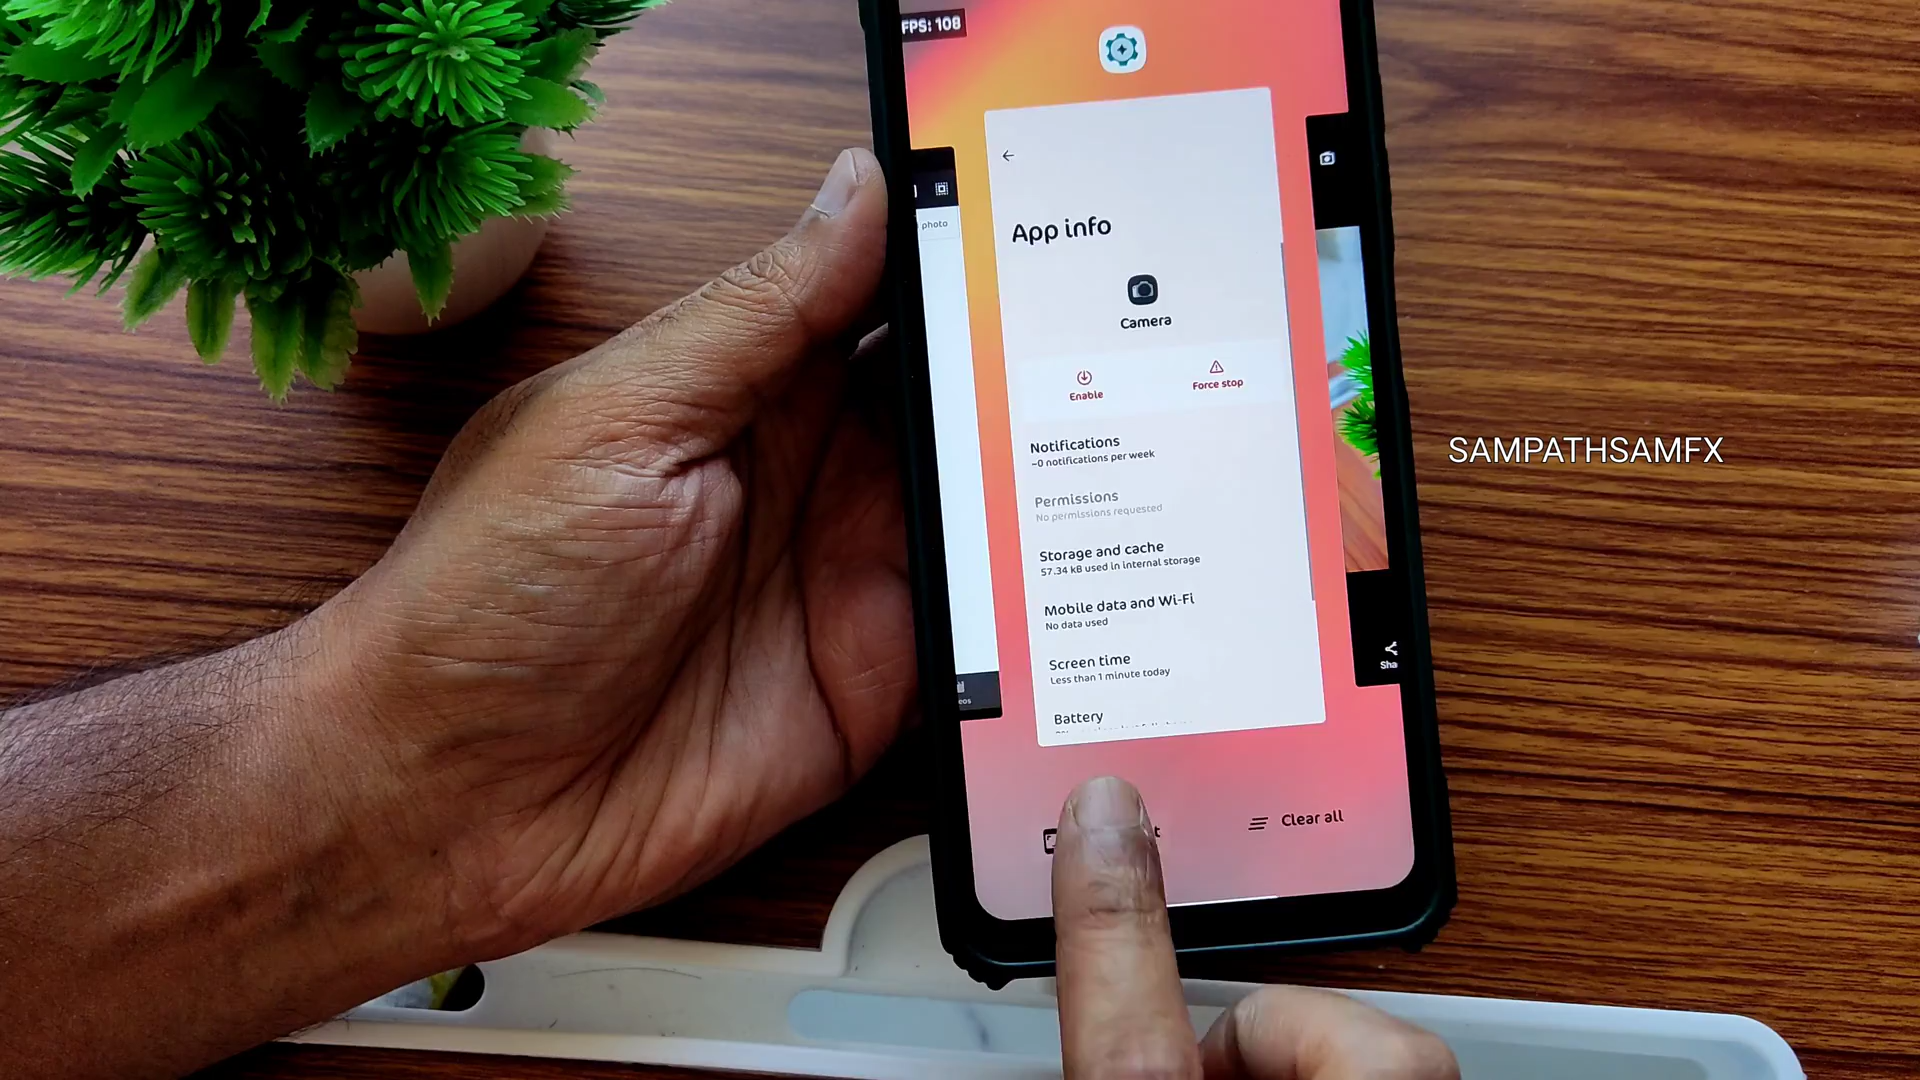 FPS: 108
photo
App info
Camera
Enable
Force stop
Notifications
~0 notifications per week
Permissions
No permissions requested
Storage and cache
57.34 kB used in internal storage
Mobile data and Wi-Fi
No data used
Screen time
Less than 1 minute today
Battery
Sha
eos
Clear all
SAMPATHSAMFX